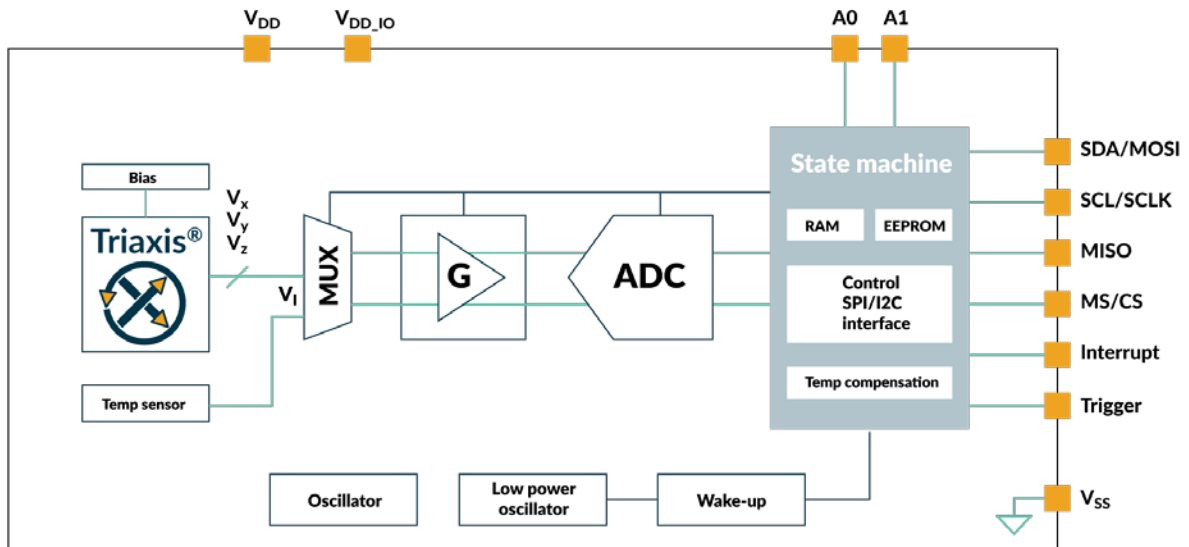 VDD
VDD_IO
A0
A1
Bias
Triaxis®
Vx
Vy
Vz
VI
Temp sensor
MUX
G
ADC
State machine
RAM
EEPROM
Control
SPI/I2C
interface
Temp compensation
SDA/MOSI
SCL/SCLK
MISO
MS/CS
Interrupt
Trigger
Oscillator
Low power
oscillator
Wake-up
VSS